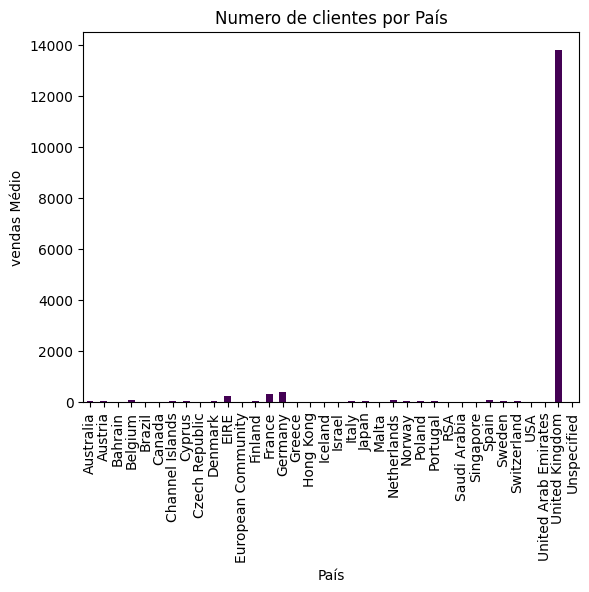 Numero de clientes por País
vendas Médio
14000
12000
10000
8000
6000
4000
2000
0
Australia
Austria
Bahrain
Belgium
Brazil
Canada
Channel Islands
Cyprus
Czech Republic
Denmark
EIRE
European Community
Finland
France
Germany
Greece
Hong Kong
Iceland
Israel
Italy
Japan
Malta
Netherlands
Norway
Poland
Portugal
RSA
Saudi Arabia
Singapore
Spain
Sweden
Switzerland
USA
United Arab Emirates
United Kingdom
Unspecified
País